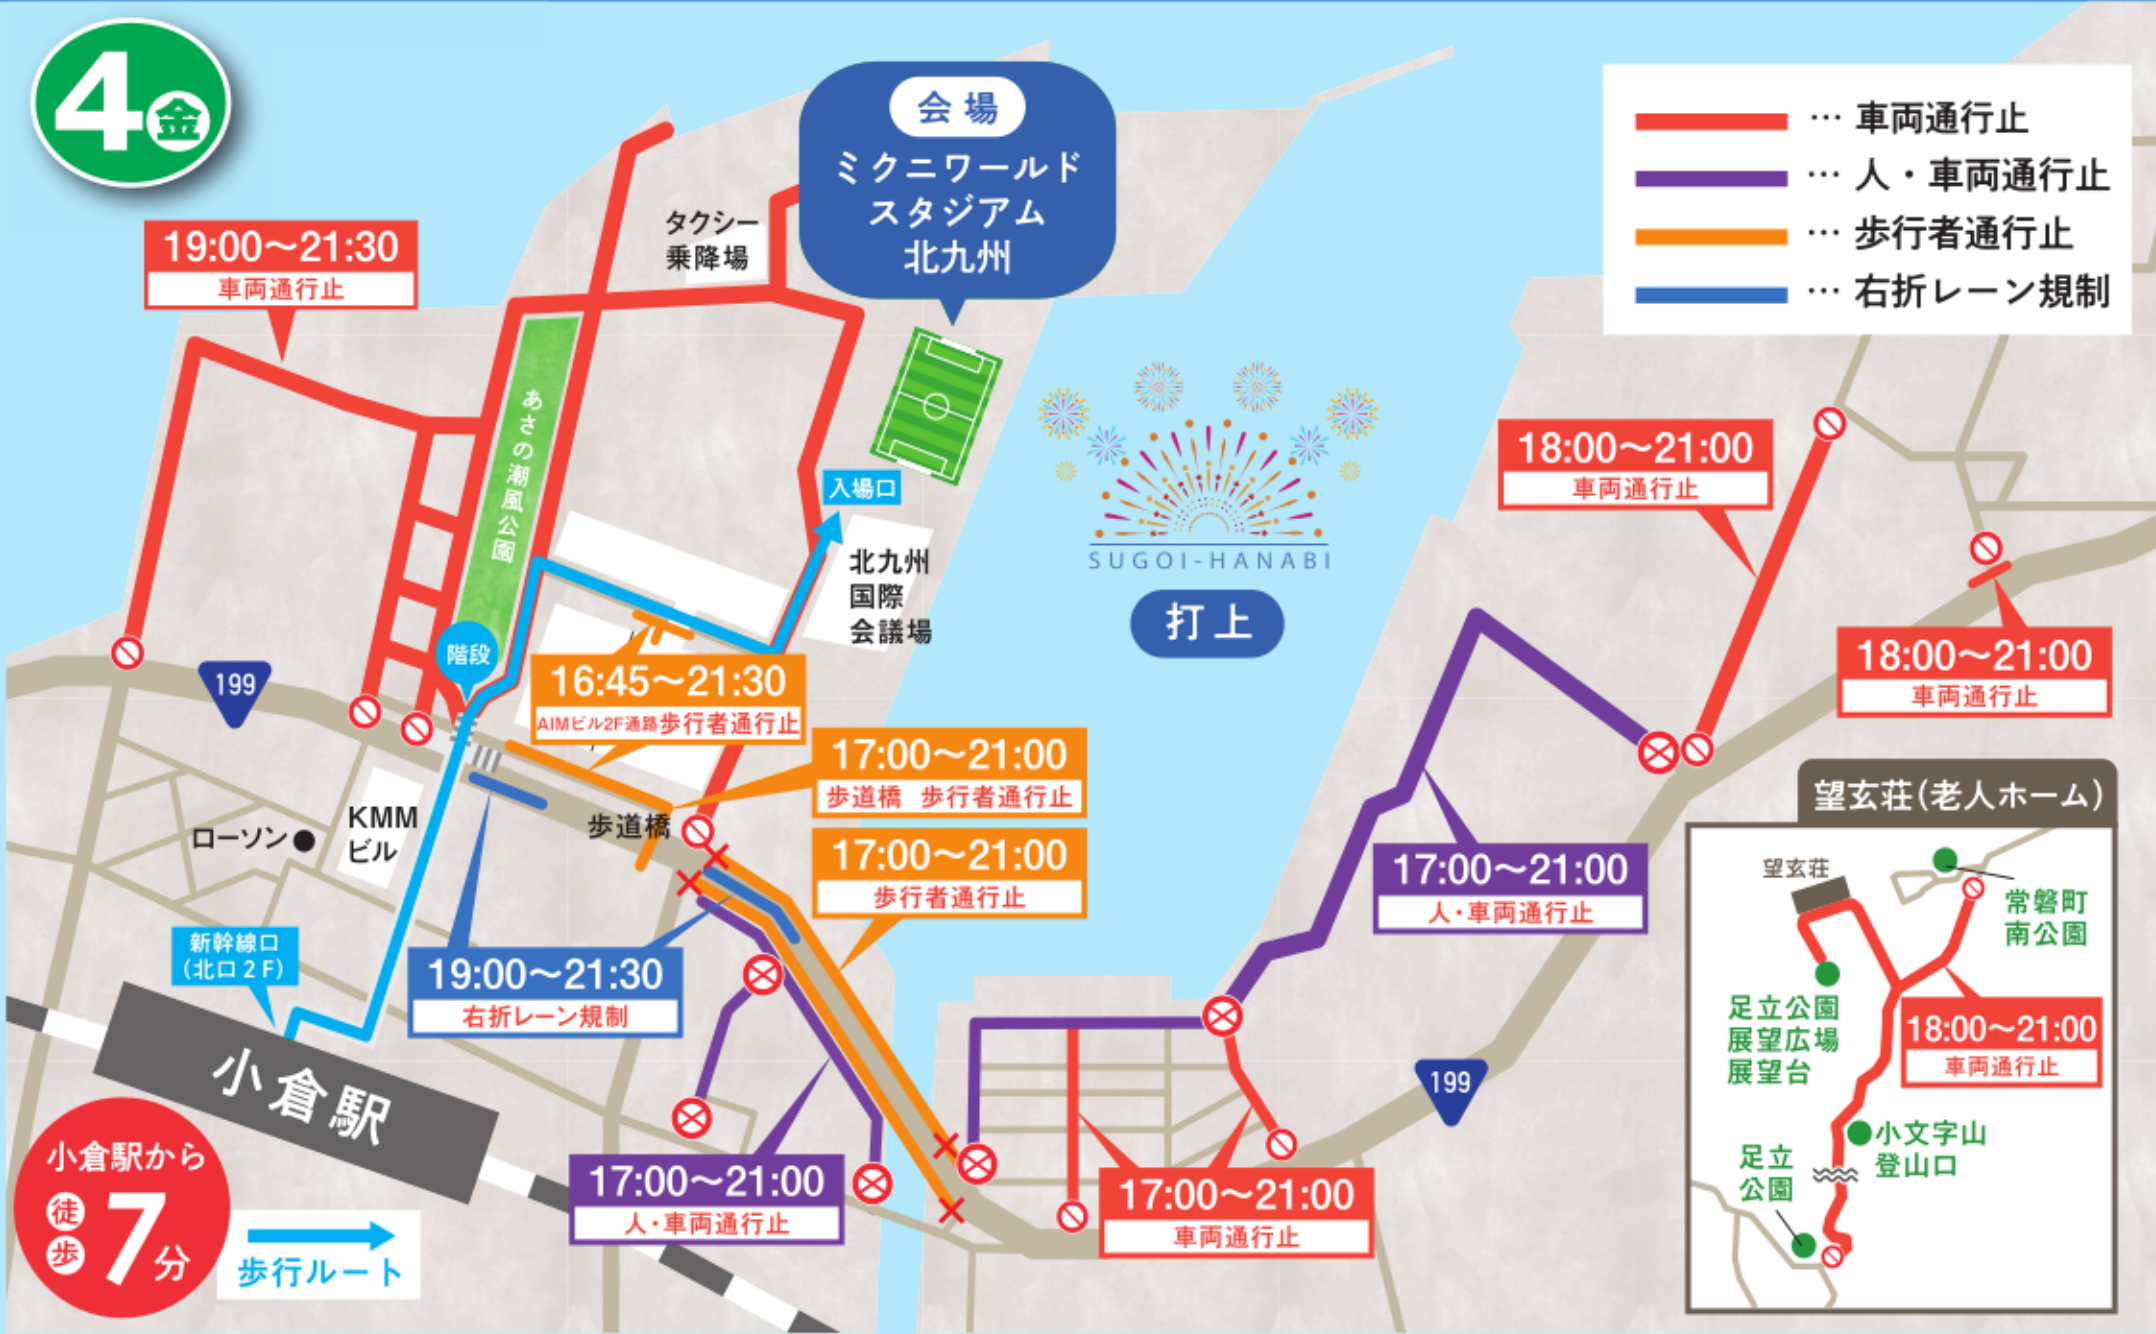 4金
会場
ミクニワールド
スタジアム
北九州
… 車両通行止
… 人・車両通行止
… 歩行者通行止
… 右折レーン規制
19:00〜21:30
車両通行止
タクシー
乗降場
あさの潮風公園
入場口
北九州
国際
会議場
SUGOI-HANABI
打上
18:00〜21:00
車両通行止
18:00〜21:00
車両通行止
階段
199
16:45〜21:30
AIMビル2F通路歩行者通行止
17:00〜21:00
歩道橋 歩行者通行止
歩道橋
17:00〜21:00
歩行者通行止
KMM
ビル
ローソン
新幹線口
(北口2F)
19:00〜21:30
右折レーン規制
17:00〜21:00
人・車両通行止
小倉駅
小倉駅から
徒歩
7分
歩行ルート
17:00〜21:00
人・車両通行止
17:00〜21:00
車両通行止
199
望玄荘(老人ホーム)
望玄荘
常磐町
南公園
足立公園
展望広場
展望台
18:00〜21:00
車両通行止
小文字山
登山口
足立
公園